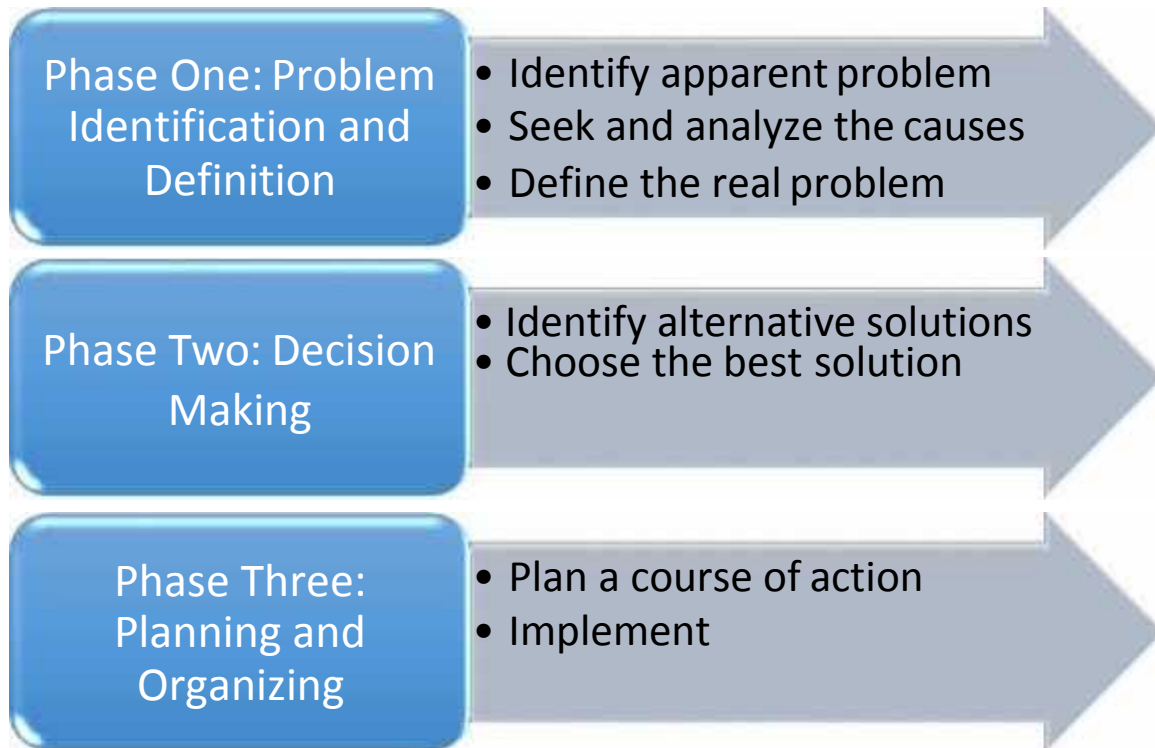 Phase One: Problem
Identification and
Definition
• Identify apparent problem
• Seek and analyze the causes
• Define the real problem
Phase Two: Decision
Making
• Identify alternative solutions
• Choose the best solution
Phase Three:
Planning and
Organizing
• Plan a course of action
• Implement